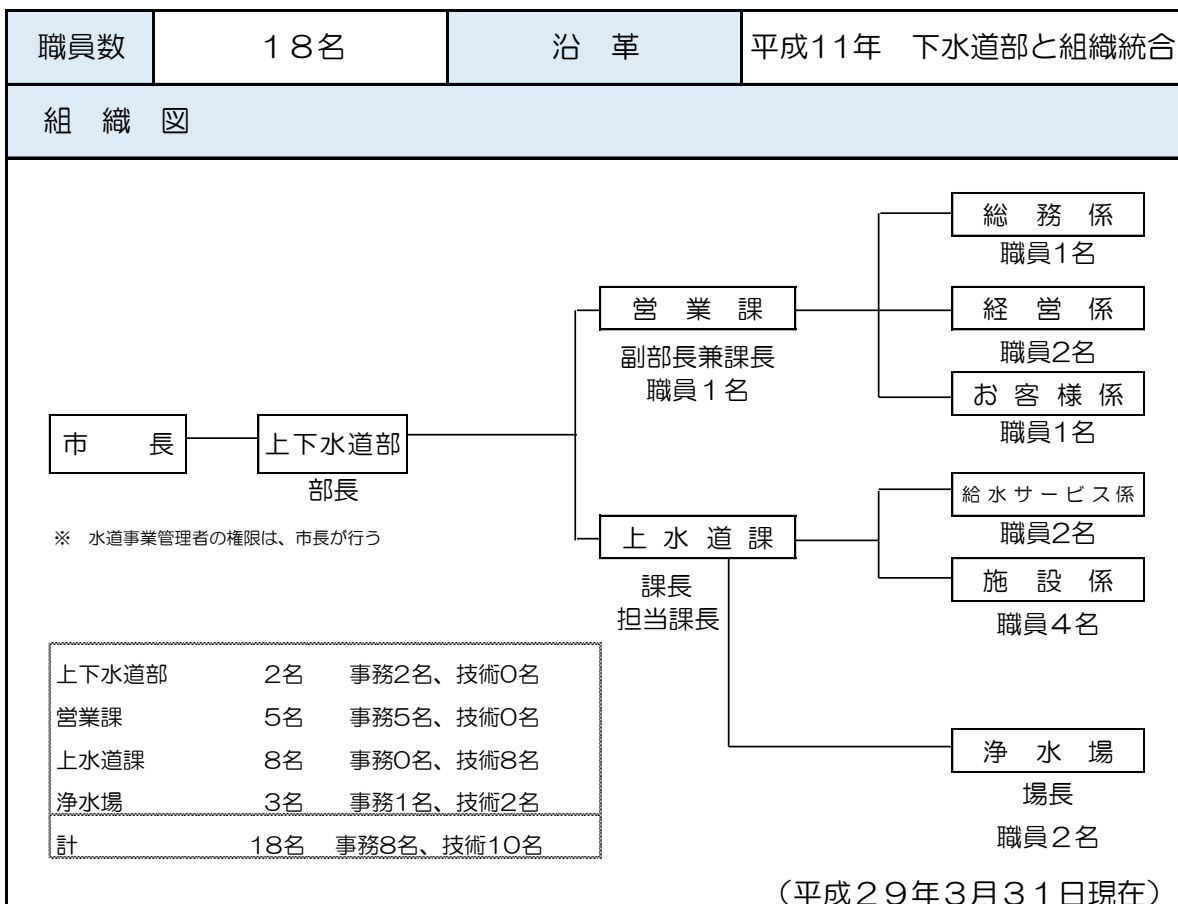 職員数 １８名 沿　革 平成11年　下水道部と組織統合
組　織　図
総　務　係
職員1名
営　業　課
副部長兼課長
職員１名
経　営　係
職員2名
お 客 様 係
職員1名
市　　長
上下水道部
部長
※　水道事業管理者の権限は、市長が行う
給水サービス係
職員2名
上 水 道 課
課長
担当課長
施　設　係
職員４名
浄　水　場
場長
職員２名
上下水道部 2名 事務2名、技術0名
営業課 5名 事務5名、技術0名
上水道課 8名 事務0名、技術8名
浄水場 3名 事務1名、技術2名
計 18名 事務8名、技術10名
（平成２９年３月３１日現在）